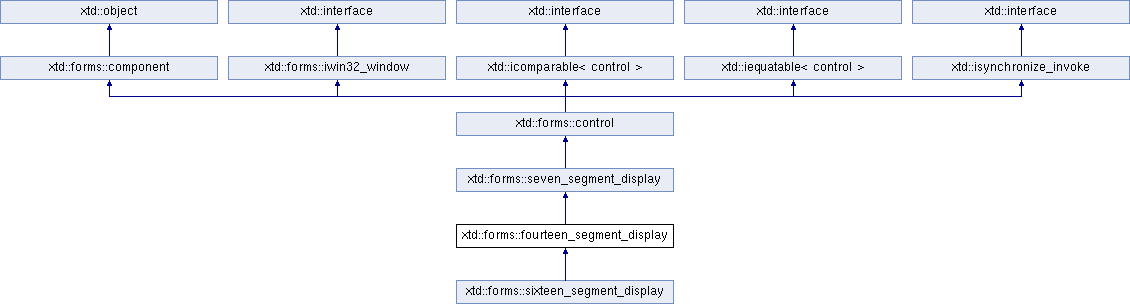 xtd::object
xtd::interface
xtd::interface
xtd::interface
xtd::interface
xtd::forms::component
xtd::forms::iwin32_window
xtd::icomparable< control >
xtd::iequatable< control >
xtd::isynchronize_invoke
xtd::forms::control
xtd::forms::seven_segment_display
xtd::forms::fourteen_segment_display
xtd::forms::sixteen_segment_display